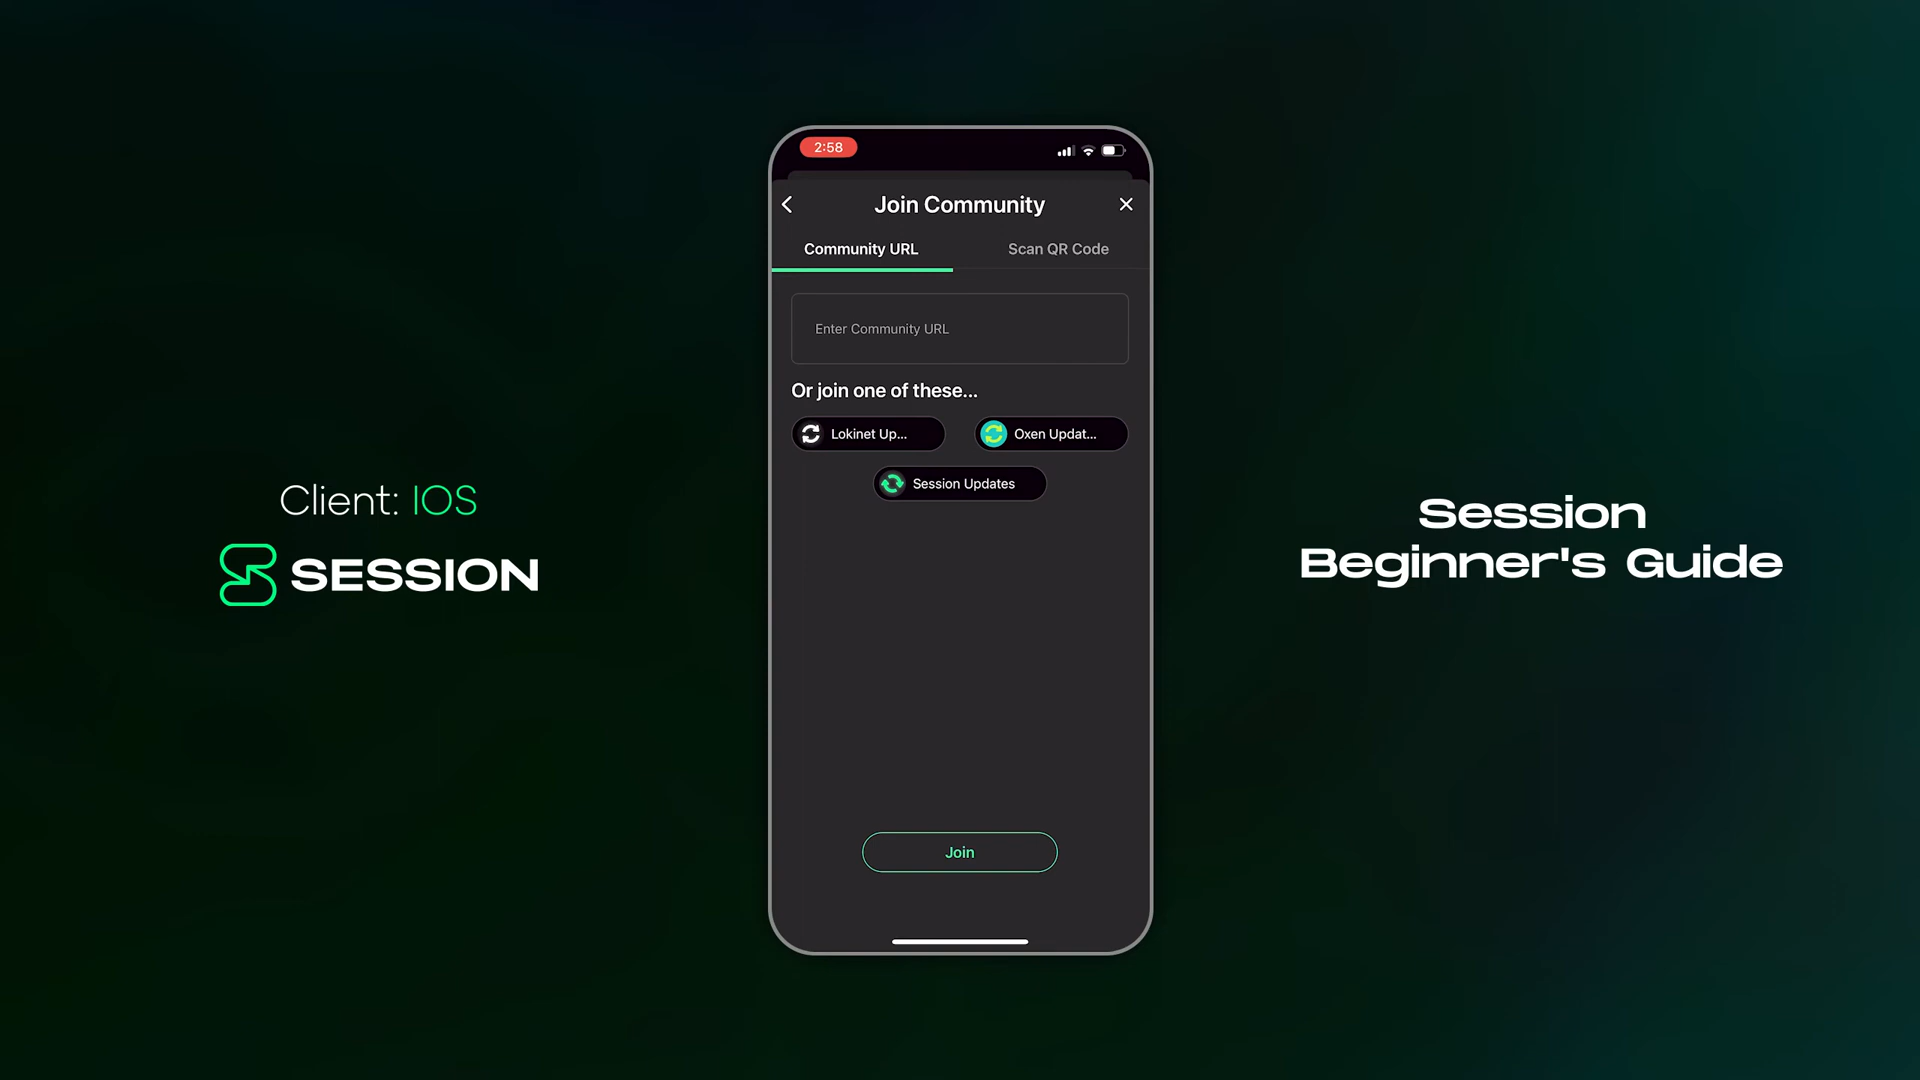 2:58
Join Community
Community URL
Scan QR Code
Enter Community URL
Or join one of these...
Lokinet Up...
Oxen Updat...
Session Updates
Join
Client: IOS
SESSION
Session
Beginner's Guide